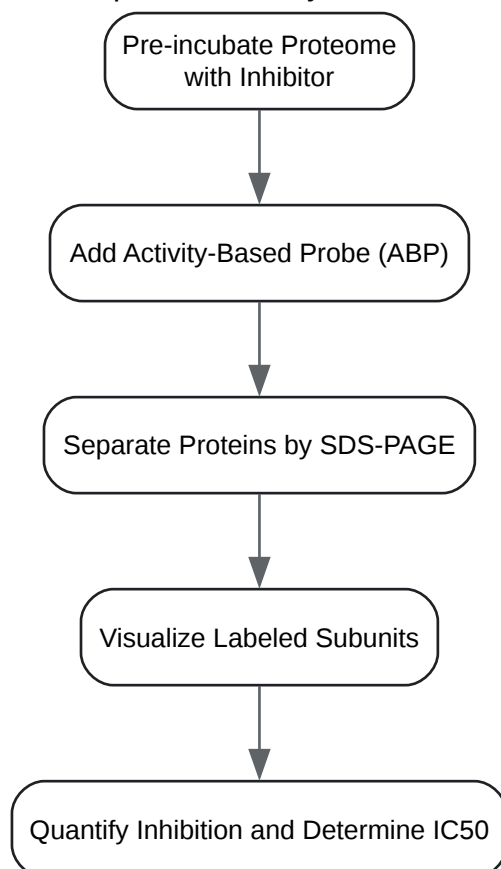 Pre-incubate Proteome
with Inhibitor
Add Activity-Based Probe (ABP)
Separate Proteins by SDS-PAGE
Visualize Labeled Subunits
Quantify Inhibition and Determine IC50